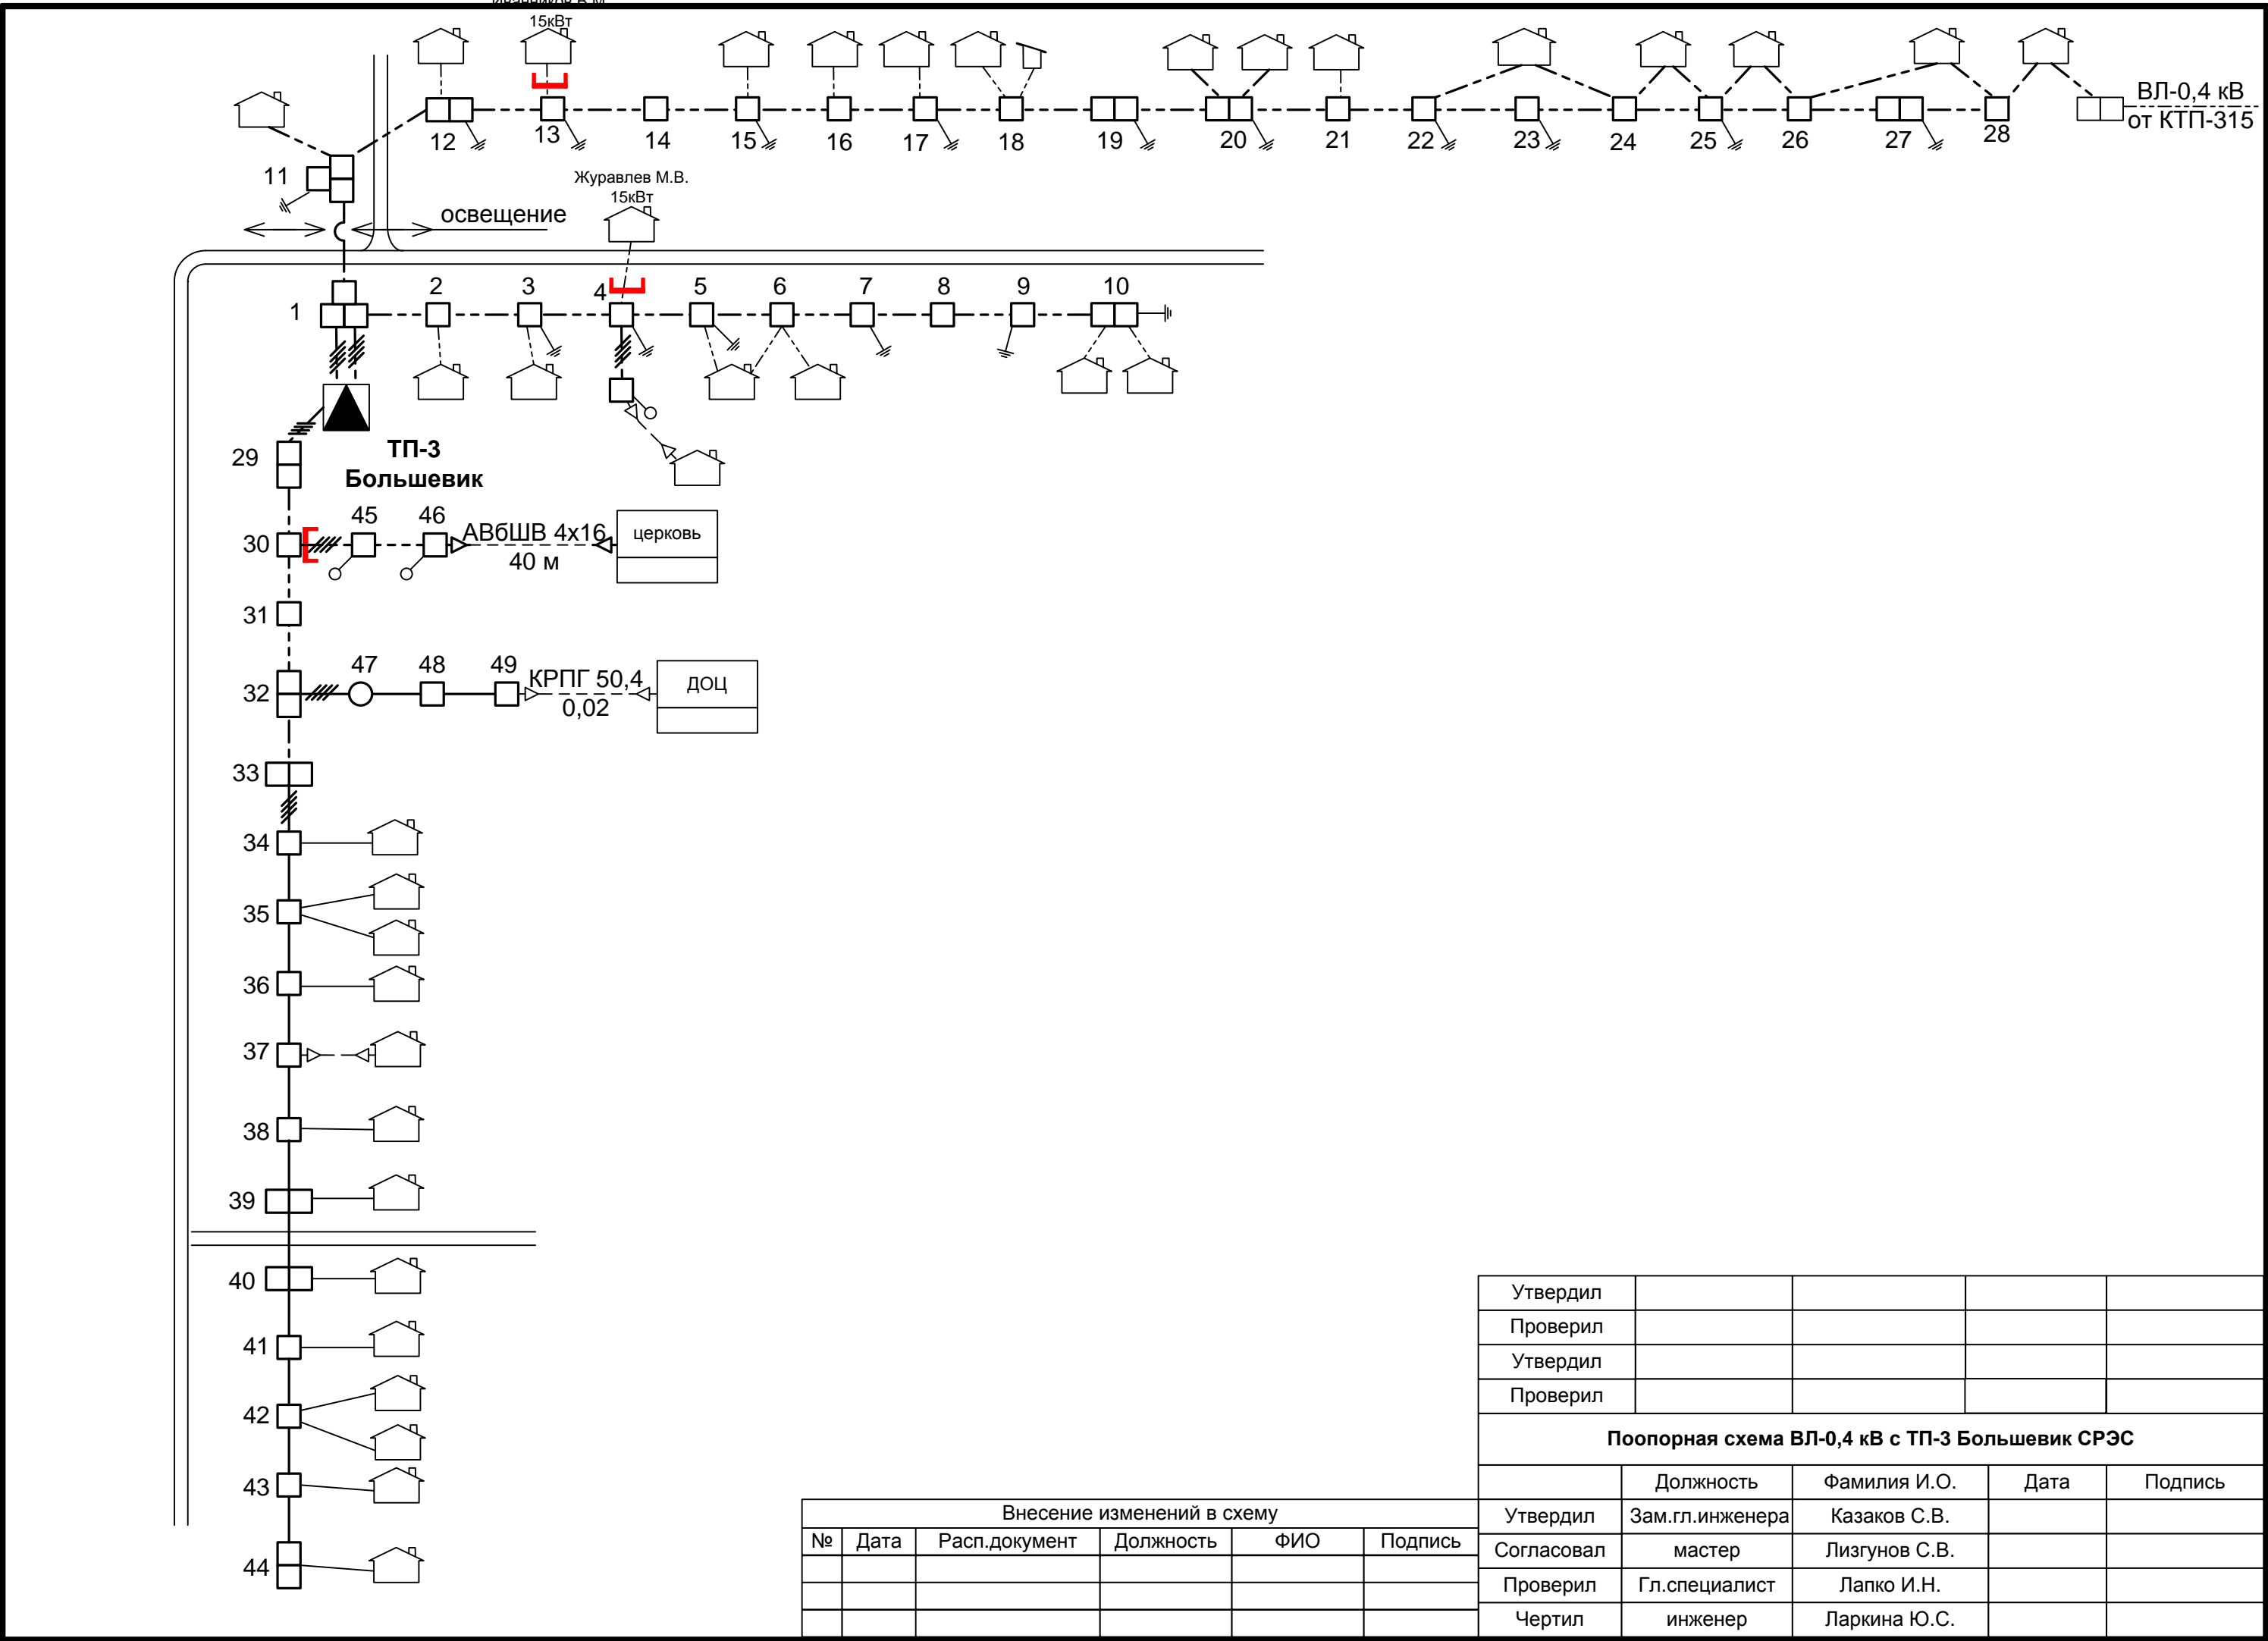 15кВт
ВЛ-0,4 кВ
от КТП-315
12
13
14
15
16
17
18
19
20
21
22
23
24
25
26
27
28
11
Журавлев М.В.
15кВт
освещение
1
2
3
4
5
6
7
8
9
10
ТП-3
Большевик
29
30
45
46
АВбШВ 4х16
40 м
церковь
31
32
47
48
49
КРПГ 50,4
0,02
ДОЦ
33
34
35
36
37
38
39
40
41
42
43
44
Утвердил
Проверил
Утвердил
Проверил
Поопорная схема ВЛ-0,4 кВ с ТП-3 Большевик СРЭС
Должность Фамилия И.О. Дата Подпись
Утвердил Зам.гл.инженера Казаков С.В.
Согласовал мастер Лизгунов С.В.
Проверил Гл.специалист Лапко И.Н.
Чертил инженер Ларкина Ю.С.
Внесение изменений в схему
№ Дата Расп.документ Должность ФИО Подпись